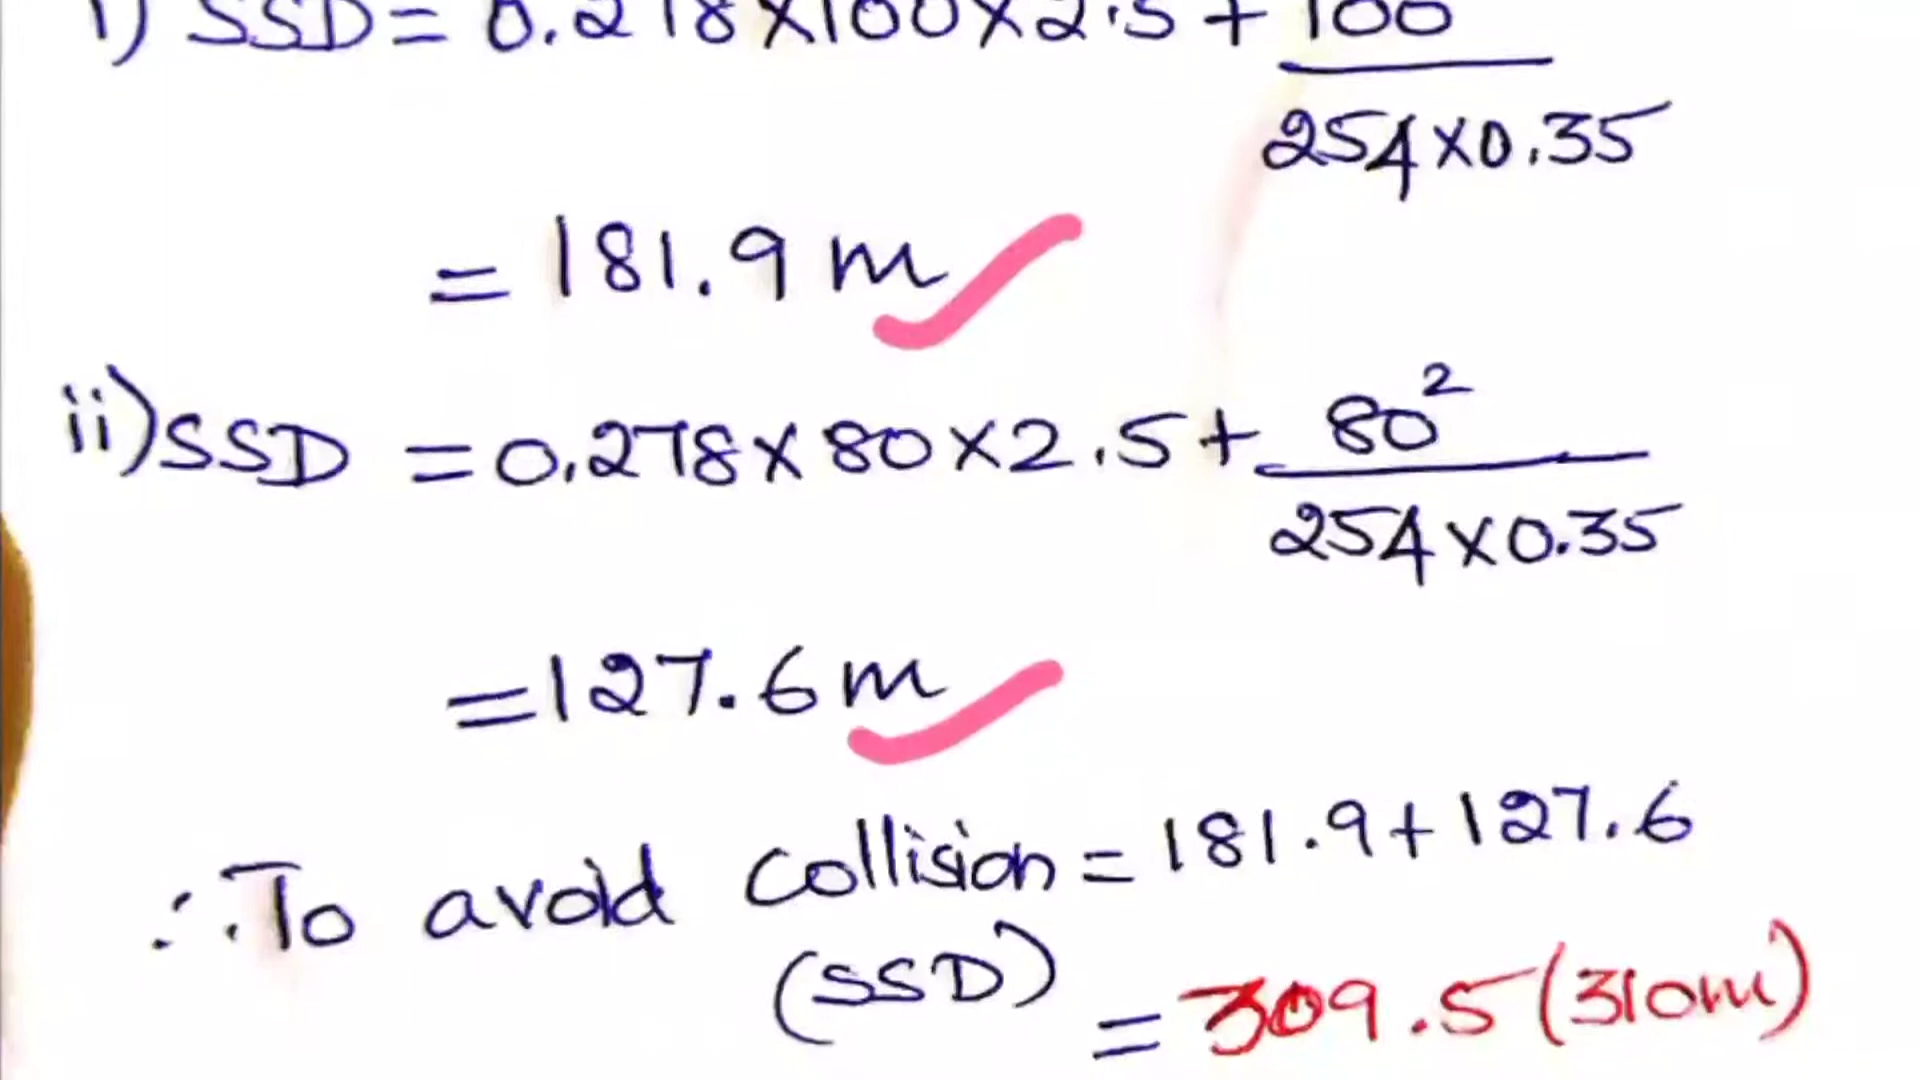 i) SSD = 0.278×100×2.5 + 100
254×0.35
= 181.9 m
ii) SSD = 0.278×80×2.5 + 80²
254×0.35
= 127.6 m
∴ To avoid collision = 181.9 + 127.6
(SSD)
= 309.5 (310m)